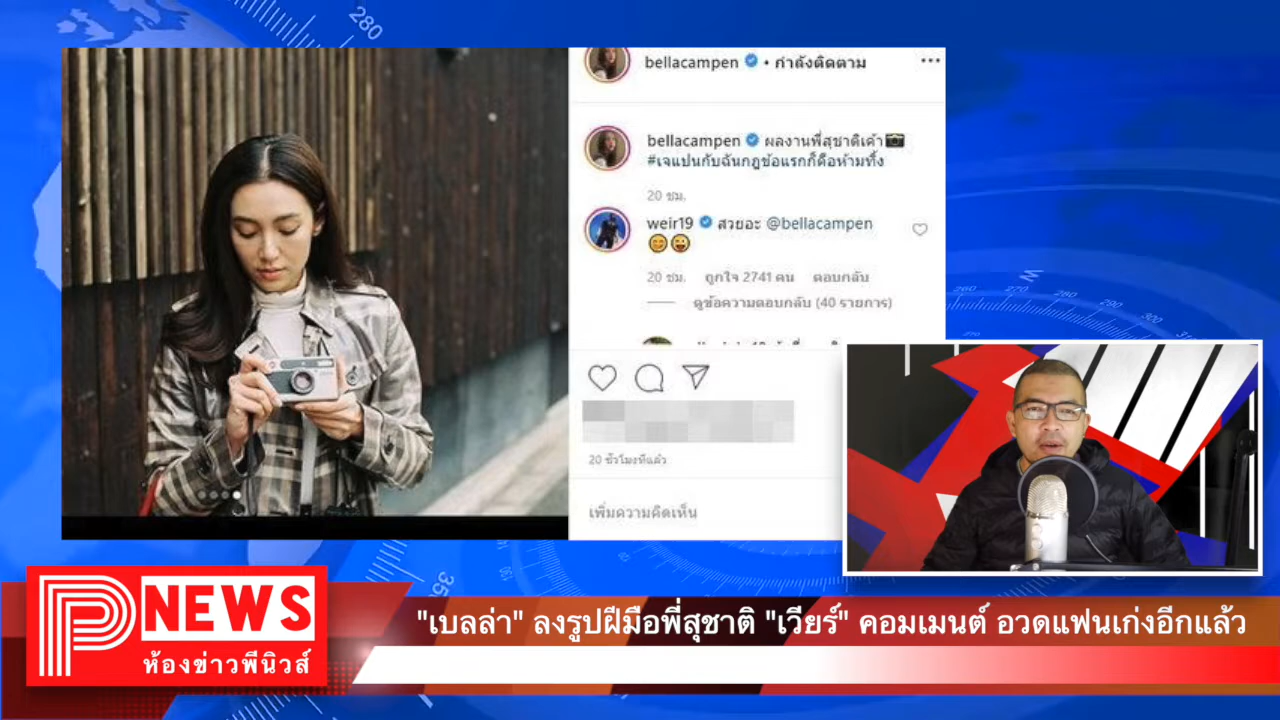 280
bellacampen • กำลังติดตาม
bellacampen ผลงานพี่สุชาติเค้า
#เจแปนกับฉันกฎข้อแรกก็คือห้ามทิ้ง
20 ชม.
weir19 สวยอะ @bellacampen
20 ชม. ถูกใจ 2741 คน ตอบกลับ
ดูข้อความตอบกลับ (40 รายการ)
20 ชั่วโมงที่แล้ว
เพิ่มความคิดเห็น
W
260 270 280 290 300
P NEWS
ห้องข่าวพีนิวส์
"เบลล่า" ลงรูปฝีมือพี่สุชาติ "เวียร์" คอมเมนต์ อวดแฟนเก่งอีกแล้ว